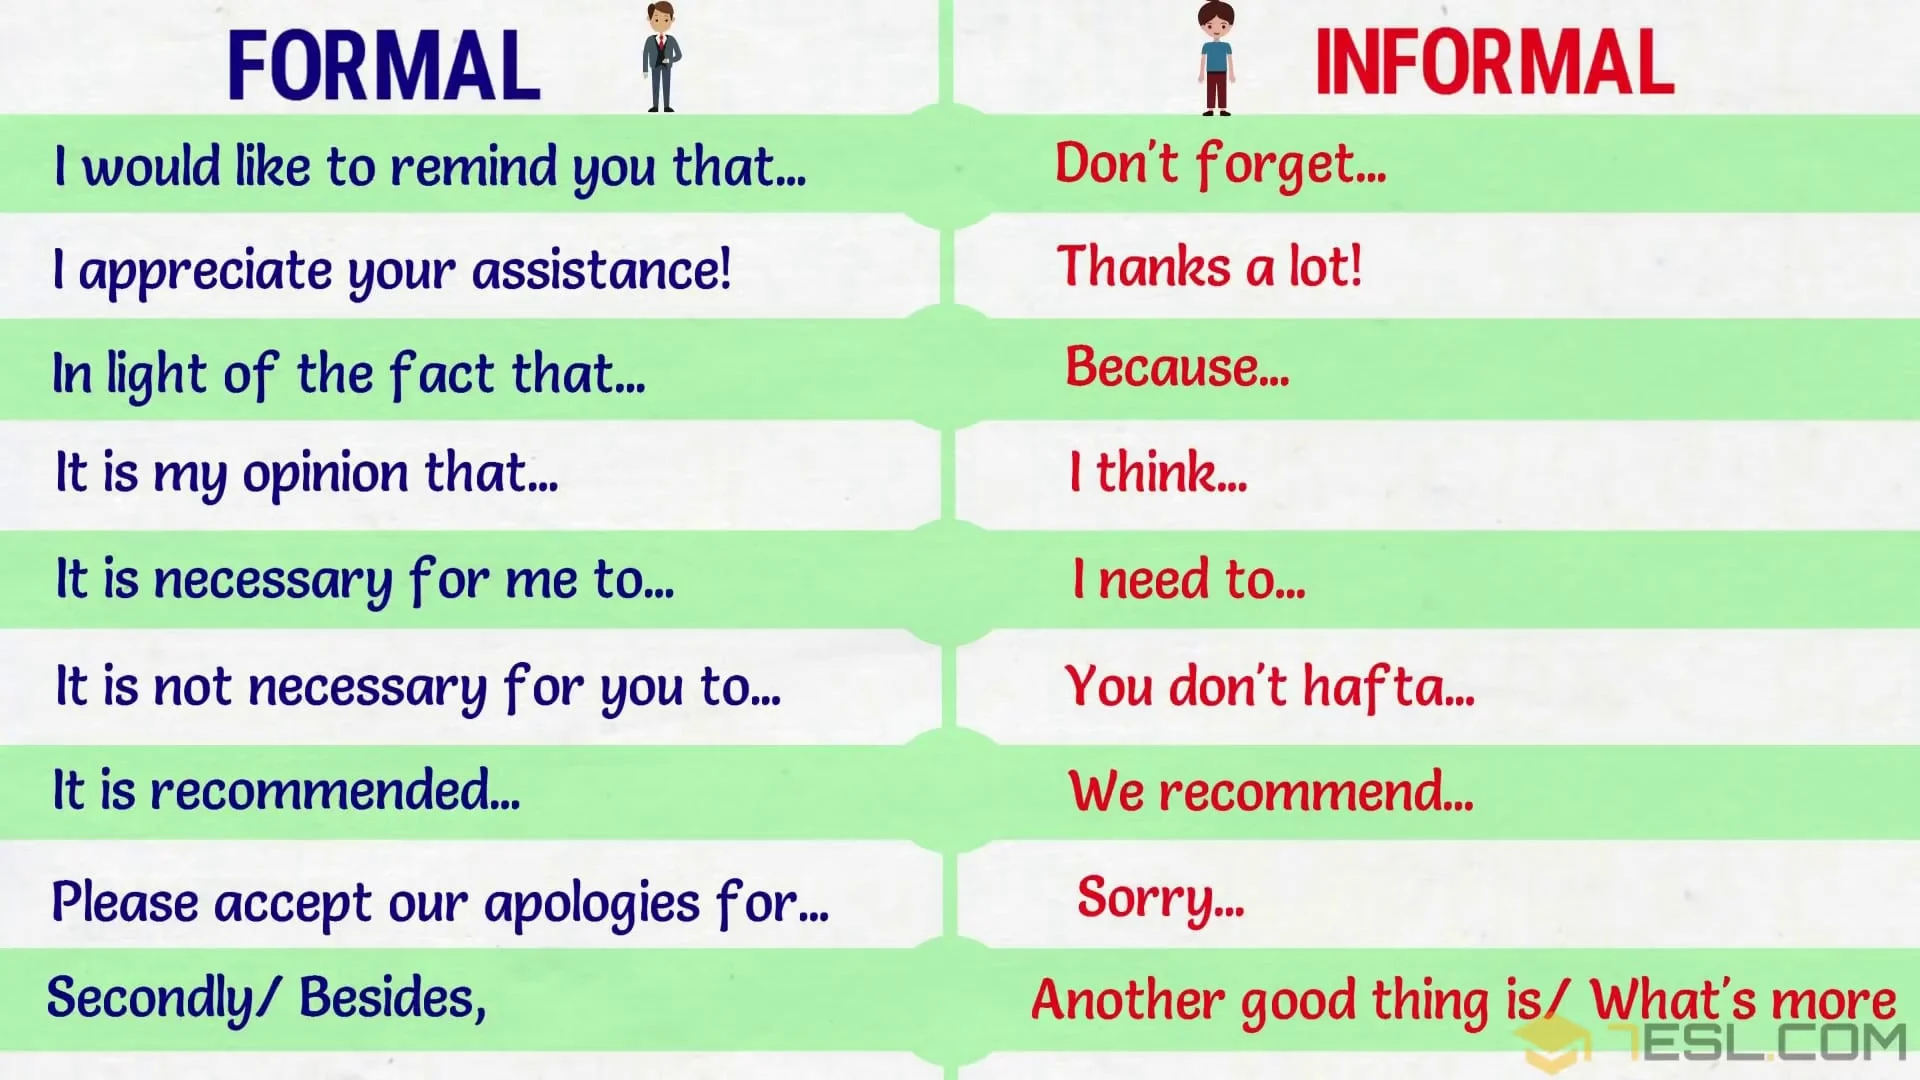 FORMAL
INFORMAL
I would like to remind you that...
Don't forget...
I appreciate your assistance!
Thanks a lot!
In light of the fact that...
Because...
It is my opinion that...
I think...
It is necessary for me to...
I need to...
It is not necessary for you to...
You don't hafta...
It is recommended...
We recommend...
Please accept our apologies for...
Sorry...
Secondly/ Besides,
Another good thing is/ What's more
7ESL.COM